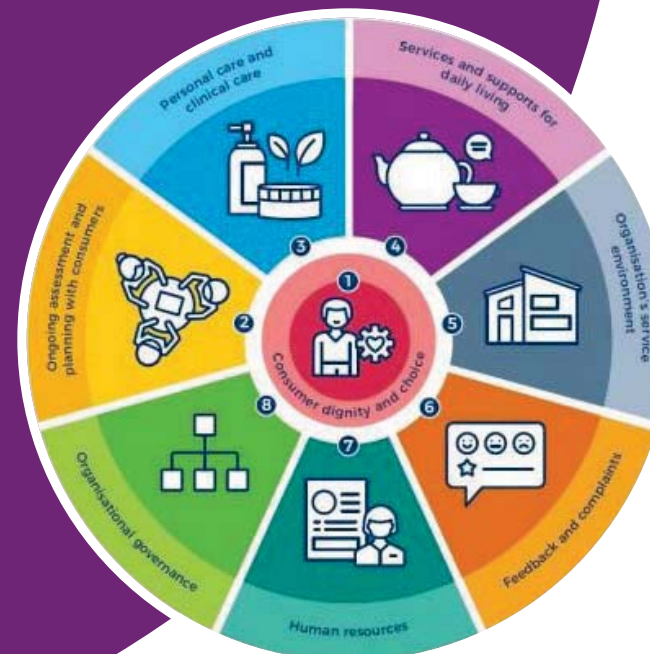 1
Consumer dignity and choice
2
Ongoing assessment and
planning with consumers
3
Personal care and
clinical care
4
Services and supports for
daily living
5
Organisation's service
environment
6
Feedback and complaints
7
Human resources
8
Organisational governance